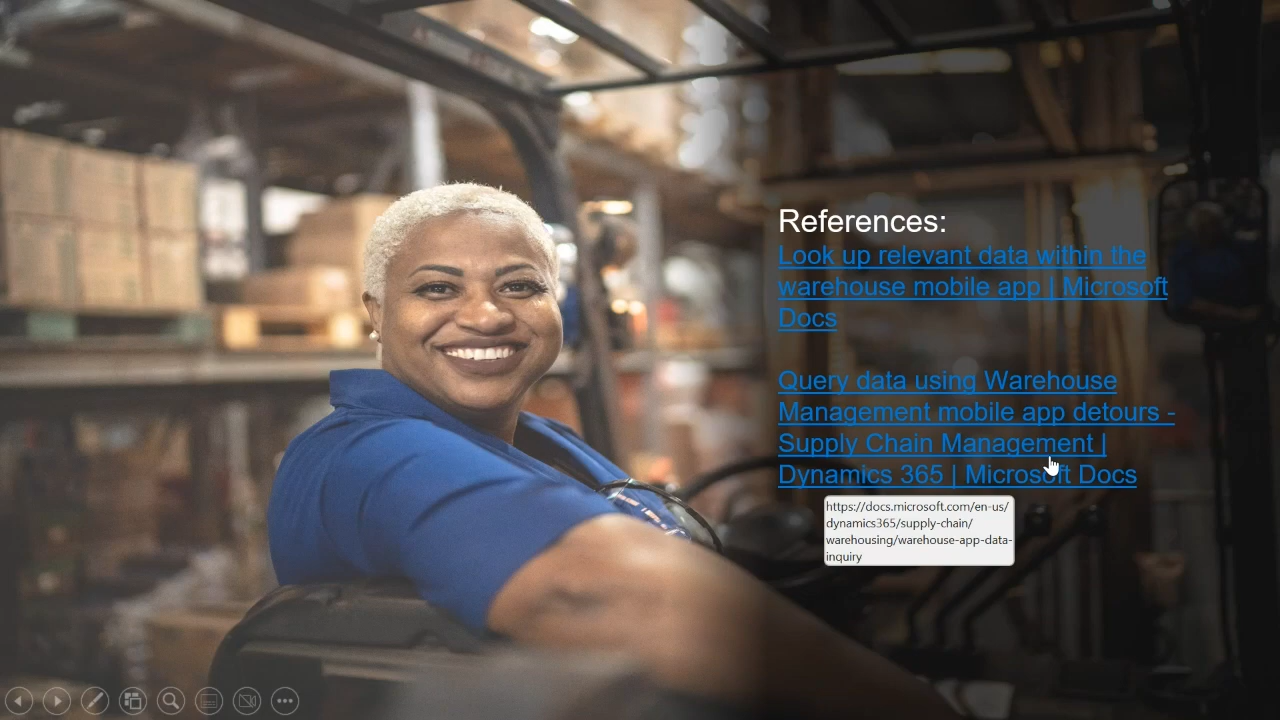 References:
Look up relevant data within the
warehouse mobile app | Microsoft
Docs
Query data using Warehouse
Management mobile app detours -
Supply Chain Management |
Dynamics 365 | Microsoft Docs
https://docs.microsoft.com/en-us/
dynamics365/supply-chain/
warehousing/warehouse-app-data-
inquiry